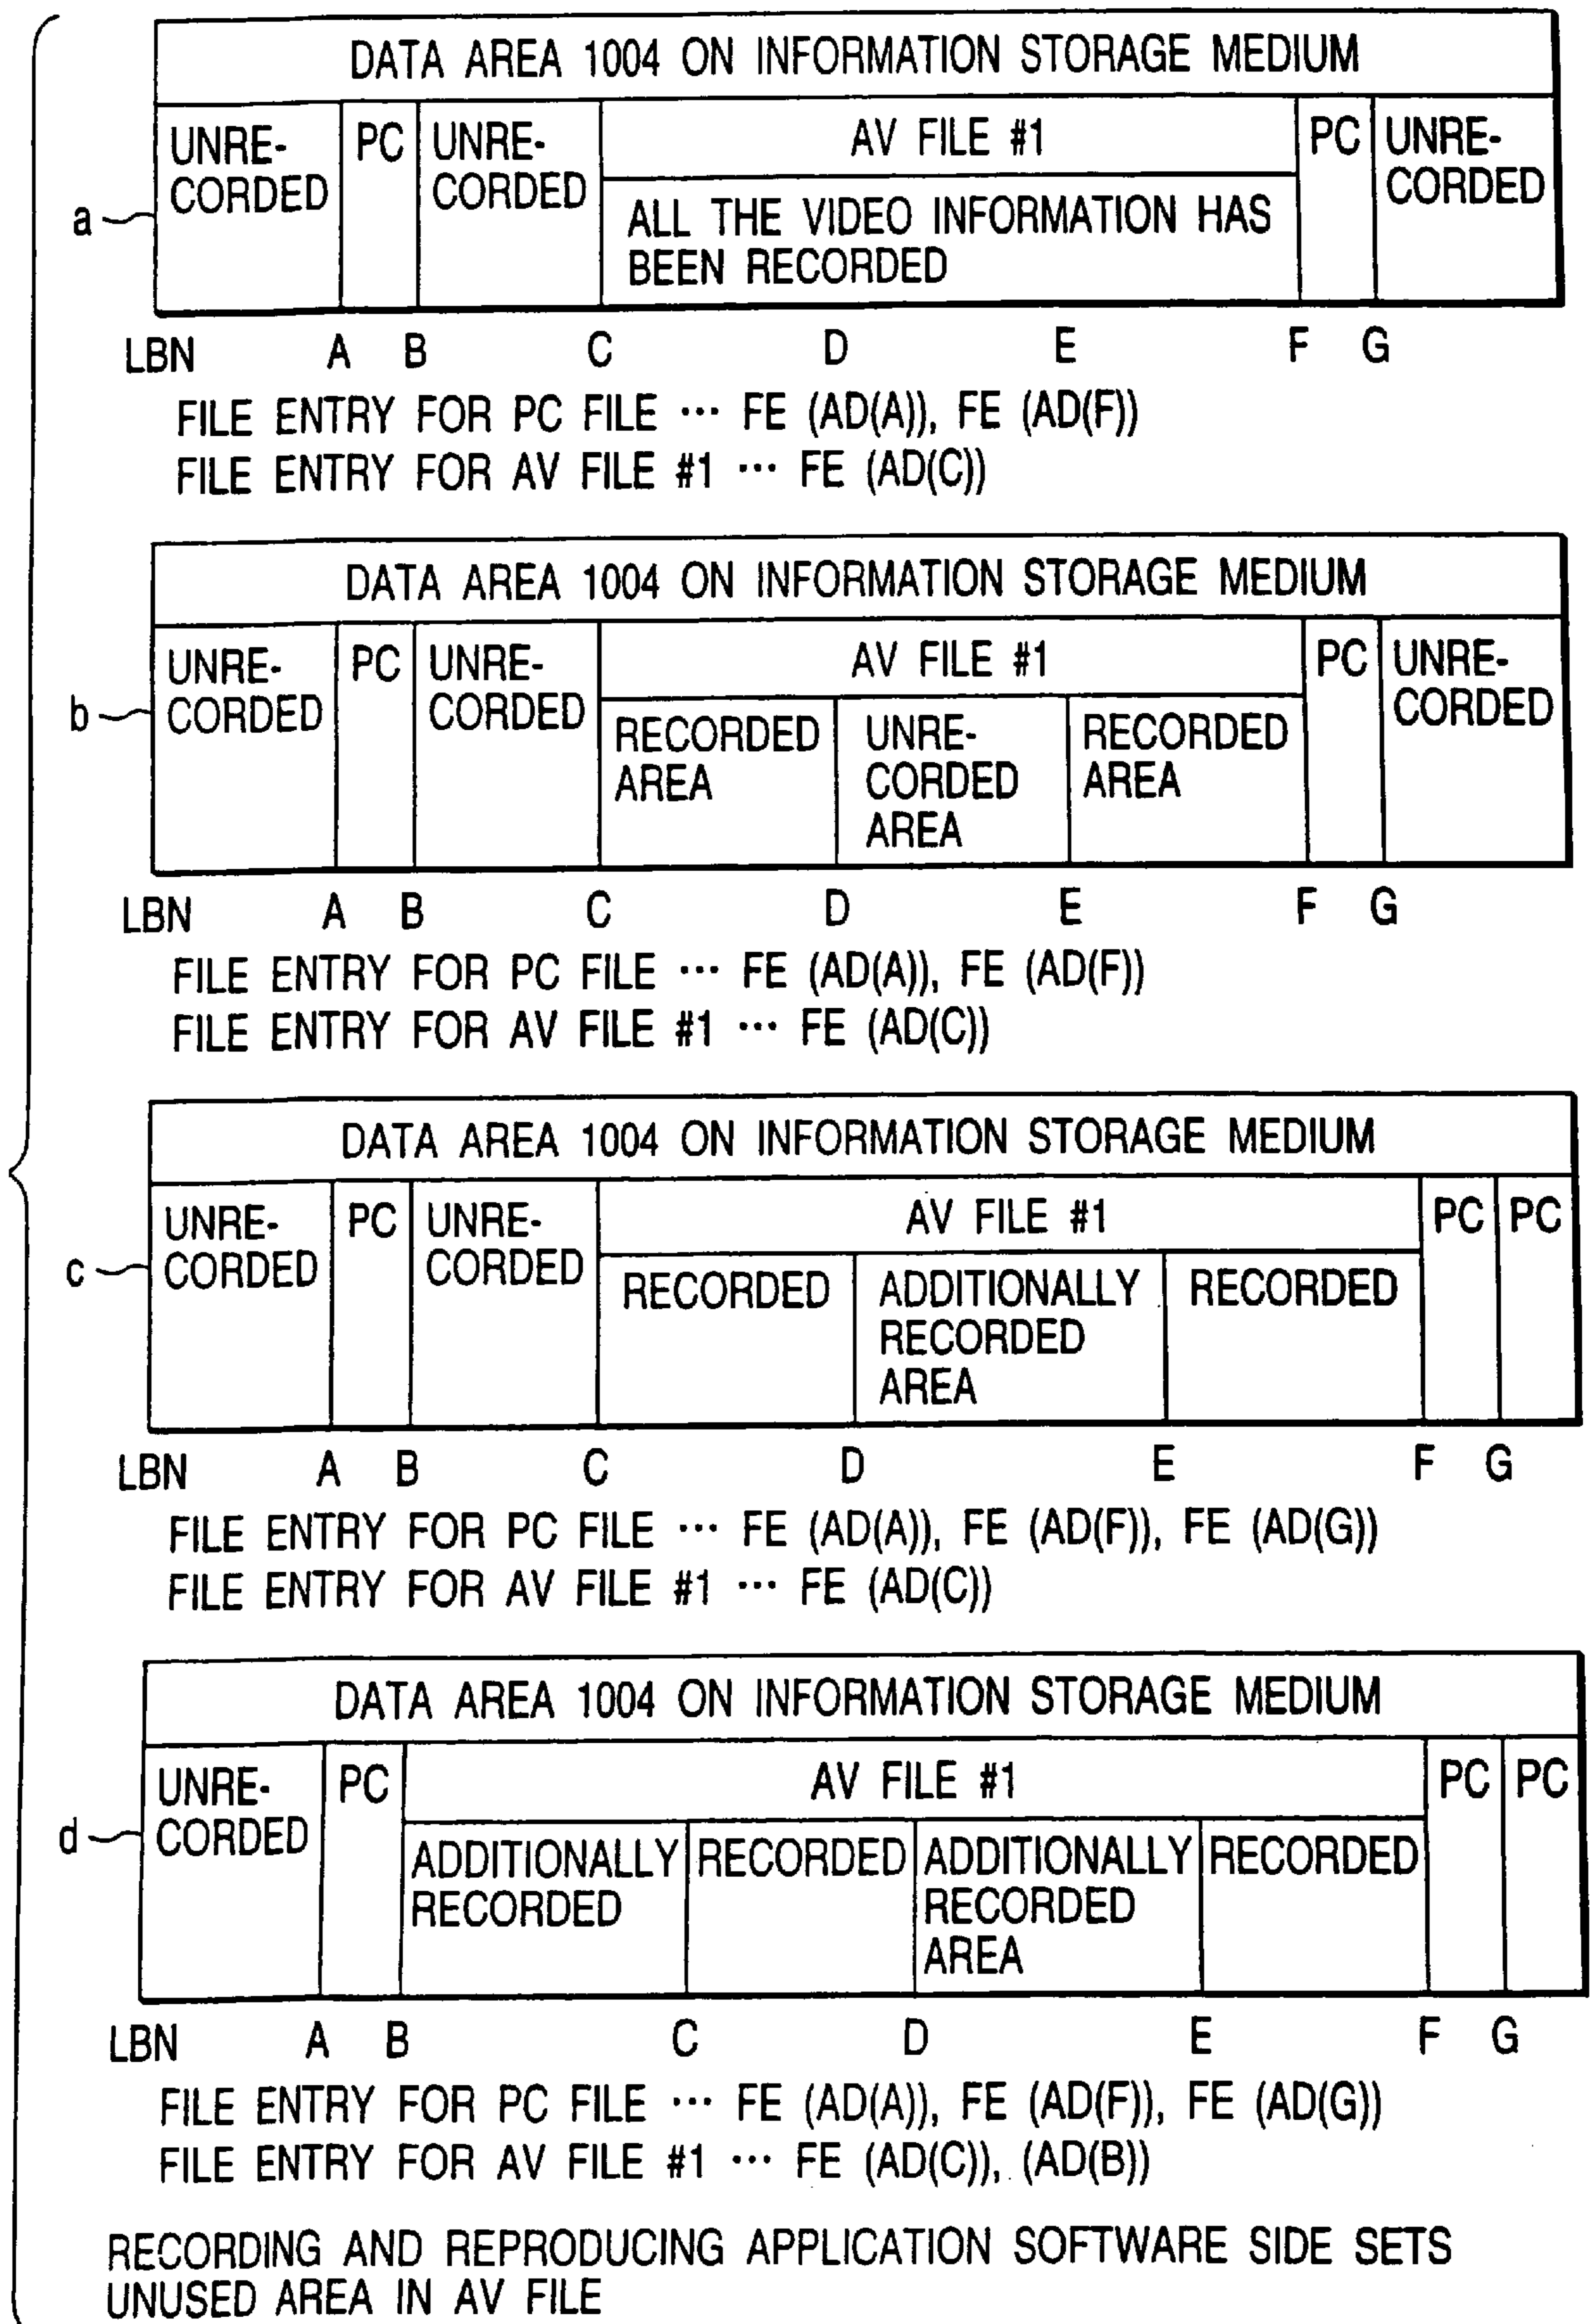 DATA AREA 1004 ON INFORMATION STORAGE MEDIUM
UNRE-
CORDED
PC
UNRE-
CORDED
AV FILE #1
ALL THE VIDEO INFORMATION HAS
BEEN RECORDED
PC
UNRE-
CORDED
a
LBN A B C D E F G
FILE ENTRY FOR PC FILE ··· FE (AD(A)), FE (AD(F))
FILE ENTRY FOR AV FILE #1 ··· FE (AD(C))
DATA AREA 1004 ON INFORMATION STORAGE MEDIUM
UNRE-
CORDED
PC
UNRE-
CORDED
AV FILE #1
RECORDED
AREA
UNRE-
CORDED
AREA
RECORDED
AREA
PC
UNRE-
CORDED
b
LBN A B C D E F G
FILE ENTRY FOR PC FILE ··· FE (AD(A)), FE (AD(F))
FILE ENTRY FOR AV FILE #1 ··· FE (AD(C))
DATA AREA 1004 ON INFORMATION STORAGE MEDIUM
UNRE-
CORDED
PC
UNRE-
CORDED
AV FILE #1
RECORDED
ADDITIONALLY
RECORDED
AREA
RECORDED
PC
PC
c
LBN A B C D E F G
FILE ENTRY FOR PC FILE ··· FE (AD(A)), FE (AD(F)), FE (AD(G))
FILE ENTRY FOR AV FILE #1 ··· FE (AD(C))
DATA AREA 1004 ON INFORMATION STORAGE MEDIUM
UNRE-
CORDED
PC
AV FILE #1
ADDITIONALLY
RECORDED
RECORDED
ADDITIONALLY
RECORDED
AREA
RECORDED
PC
PC
d
LBN A B C D E F G
FILE ENTRY FOR PC FILE ··· FE (AD(A)), FE (AD(F)), FE (AD(G))
FILE ENTRY FOR AV FILE #1 ··· FE (AD(C)), (AD(B))
RECORDING AND REPRODUCING APPLICATION SOFTWARE SIDE SETS
UNUSED AREA IN AV FILE